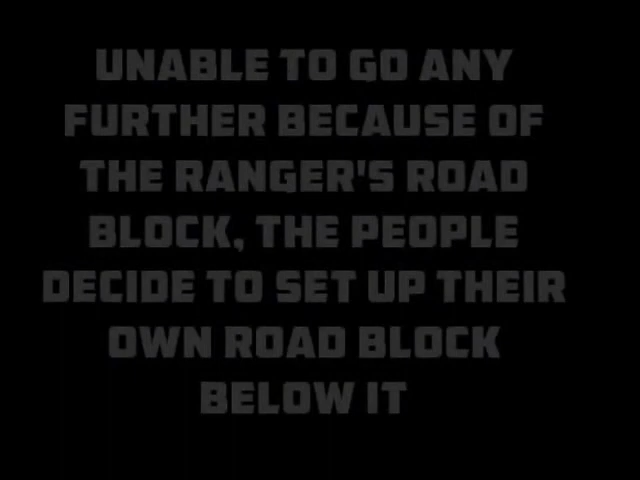 UNABLE TO GO ANY
FURTHER BECAUSE OF
THE RANGER'S ROAD
BLOCK, THE PEOPLE
DECIDE TO SET UP THEIR
OWN ROAD BLOCK
BELOW IT